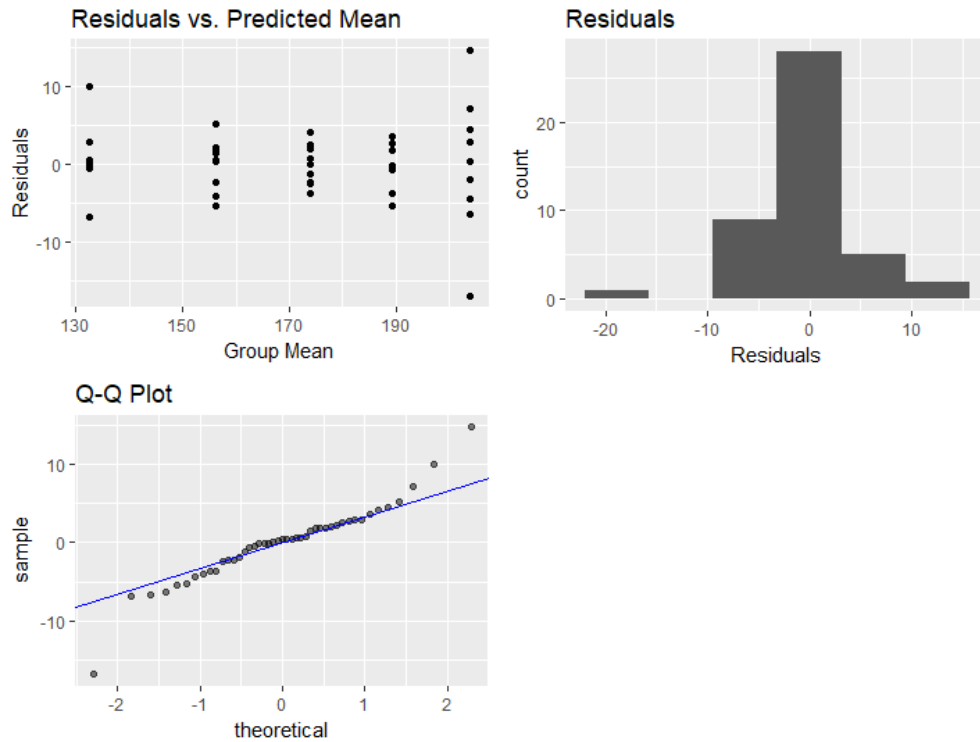 Residuals vs. Predicted Mean
10
0
-10
Residuals
130
150
170
190
Group Mean
Residuals
20
10
0
count
-20
-10
0
10
Residuals
Q-Q Plot
10
0
-10
sample
-2
-1
0
1
2
theoretical